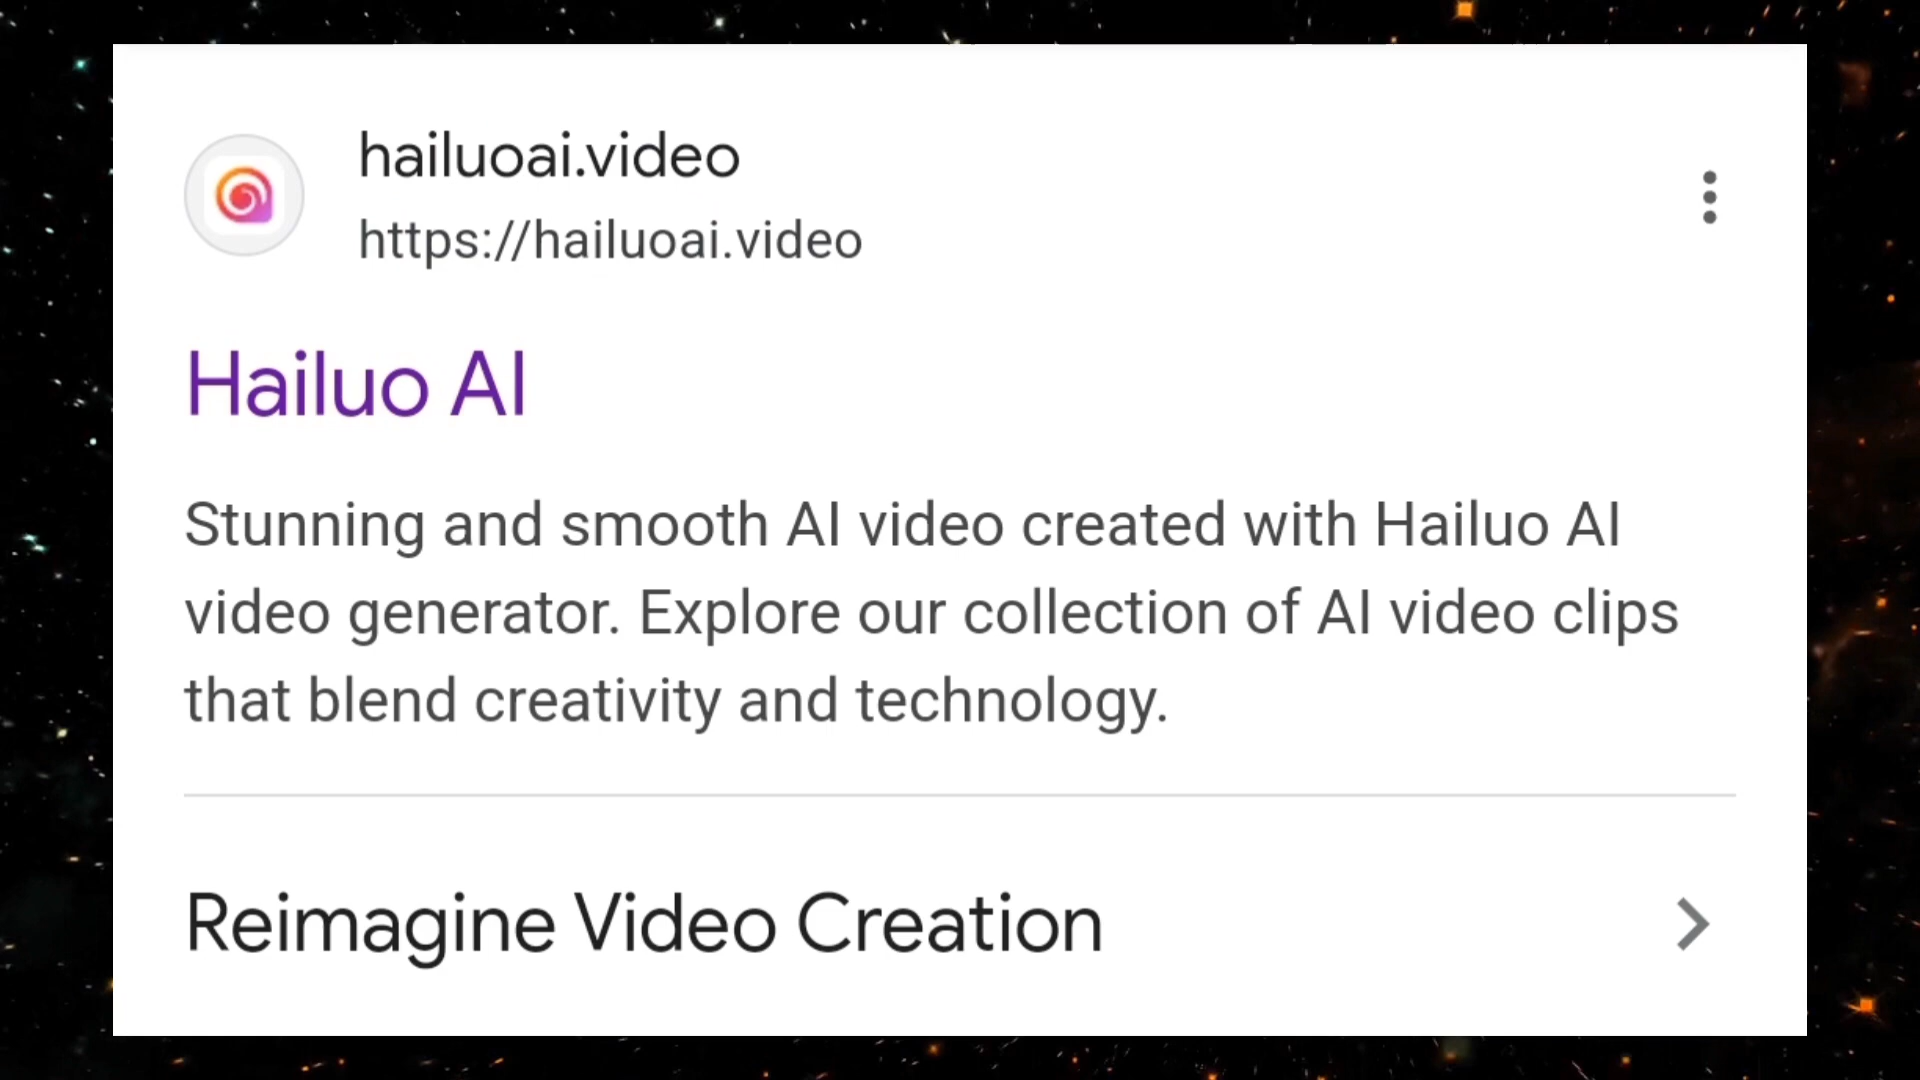 hailuoai.video
https://hailuoai.video
Hailuo AI
Stunning and smooth AI video created with Hailuo AI
video generator. Explore our collection of AI video clips
that blend creativity and technology.
Reimagine Video Creation